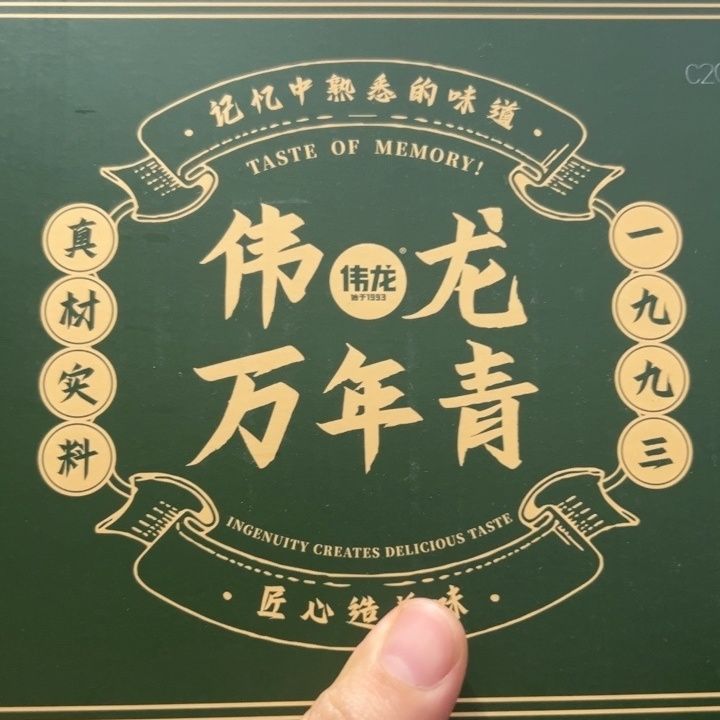 C20
·记忆中熟悉的味道·
TASTE OF MEMORY!
真材实料
伟龙
伟龙®
始于1993
万年青
一九九三
INGENUITY CREATES DELICIOUS TASTE
·匠心造 味·